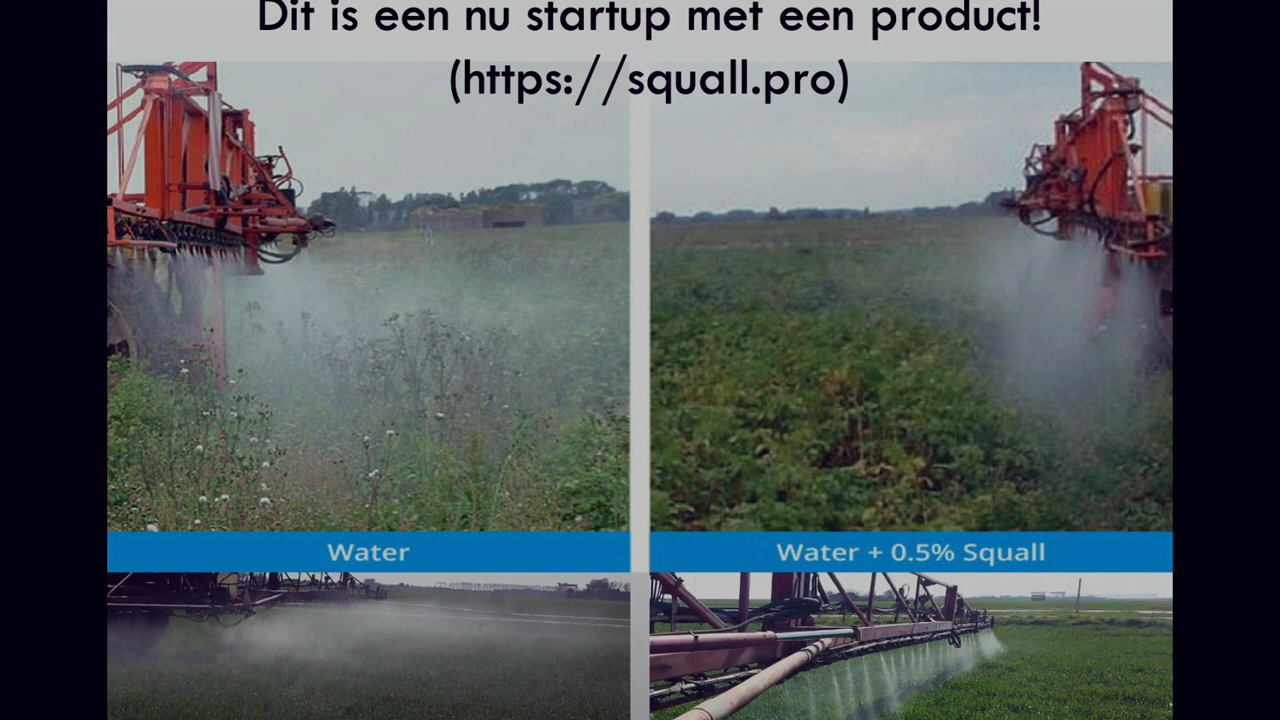 Dit is een nu startup met een product!
(https://squall.pro)
Water
Water + 0.5% Squall